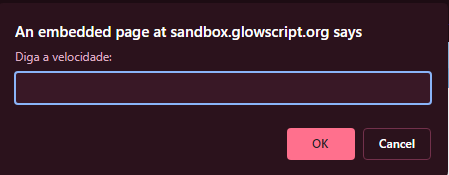 An embedded page at sandbox.glowscript.org says
Diga a velocidade:
OK
Cancel